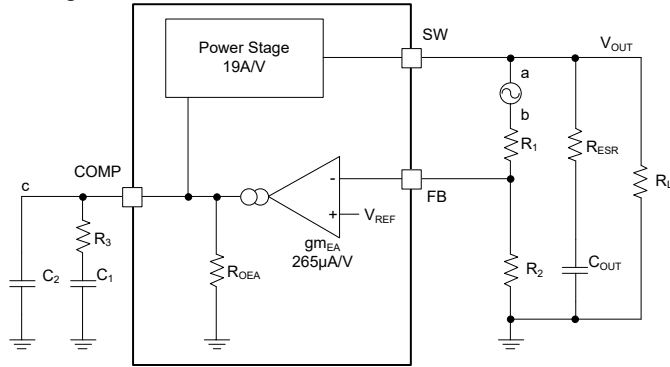 Power Stage
19A/V
SW
VOUT
a
b
R1
RESR
RL
COMP
c
FB
-
+
VREF
gmEA
265µA/V
R3
C2
C1
ROEA
R2
COUT